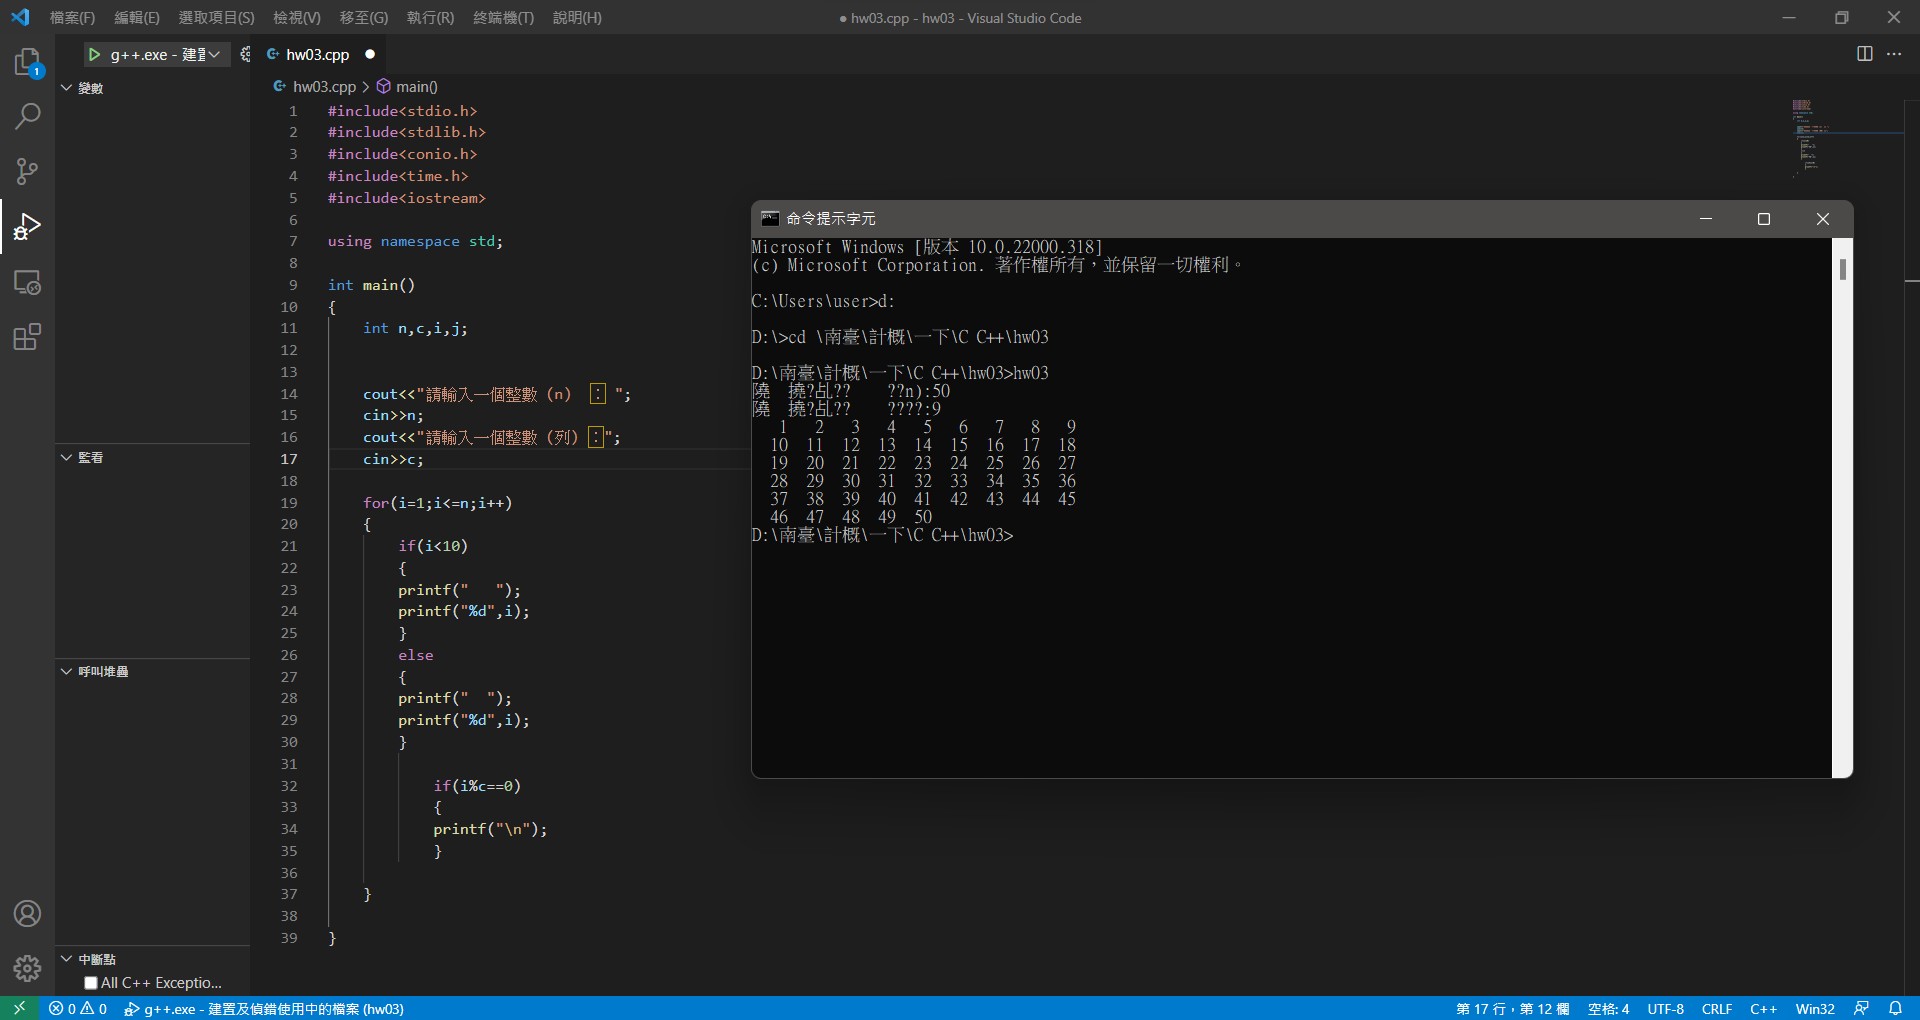 檔案(F) 編輯(E) 選取項目(S) 檢視(V) 移至(G) 執行(R) 終端機(T) 說明(H)
● hw03.cpp - hw03 - Visual Studio Code
1
g++.exe - 建置
hw03.cpp ●
變數
hw03.cpp > main()
1 #include<stdio.h>
2 #include<stdlib.h>
3 #include<conio.h>
4 #include<time.h>
5 #include<iostream>
6
7 using namespace std;
8
9 int main()
10 {
11 int n,c,i,j;
12
13
14 cout<<"請輸入一個整數（n） ： ";
15 cin>>n;
16 cout<<"請輸入一個整數（列）：";
17 cin>>c;
18
19 for(i=1;i<=n;i++)
20 {
21 if(i<10)
22 {
23 printf("   ");
24 printf("%d",i);
25 }
26 else
27 {
28 printf("  ");
29 printf("%d",i);
30 }
31
32 if(i%c==0)
33 {
34 printf("\n");
35 }
36
37 }
38
39 }
監看
呼叫堆疊
中斷點
All C++ Exceptio...
命令提示字元
Microsoft Windows [版本 10.0.22000.318]
(c) Microsoft Corporation. 著作權所有，並保留一切權利。
C:\Users\user>d:
D:\>cd \南臺\計概\一下\C C++\hw03
D:\南臺\計概\一下\C C++\hw03>hw03
??n):50
????:9
1 2 3 4 5 6 7 8 9
10 11 12 13 14 15 16 17 18
19 20 21 22 23 24 25 26 27
28 29 30 31 32 33 34 35 36
37 38 39 40 41 42 43 44 45
46 47 48 49 50
D:\南臺\計概\一下\C C++\hw03>
0 0 g++.exe - 建置及偵錯使用中的檔案 (hw03)
第 17 行，第 12 欄 空格: 4 UTF-8 CRLF C++ Win32